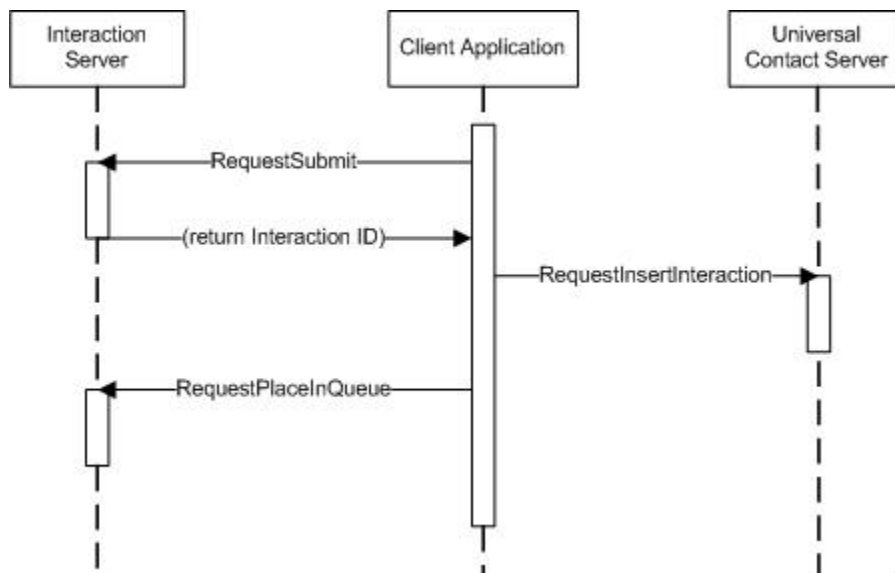 Interaction
Server
Client Application
Universal
Contact Server
RequestSubmit
(return Interaction ID)
RequestInsertInteraction
RequestPlaceInQueue